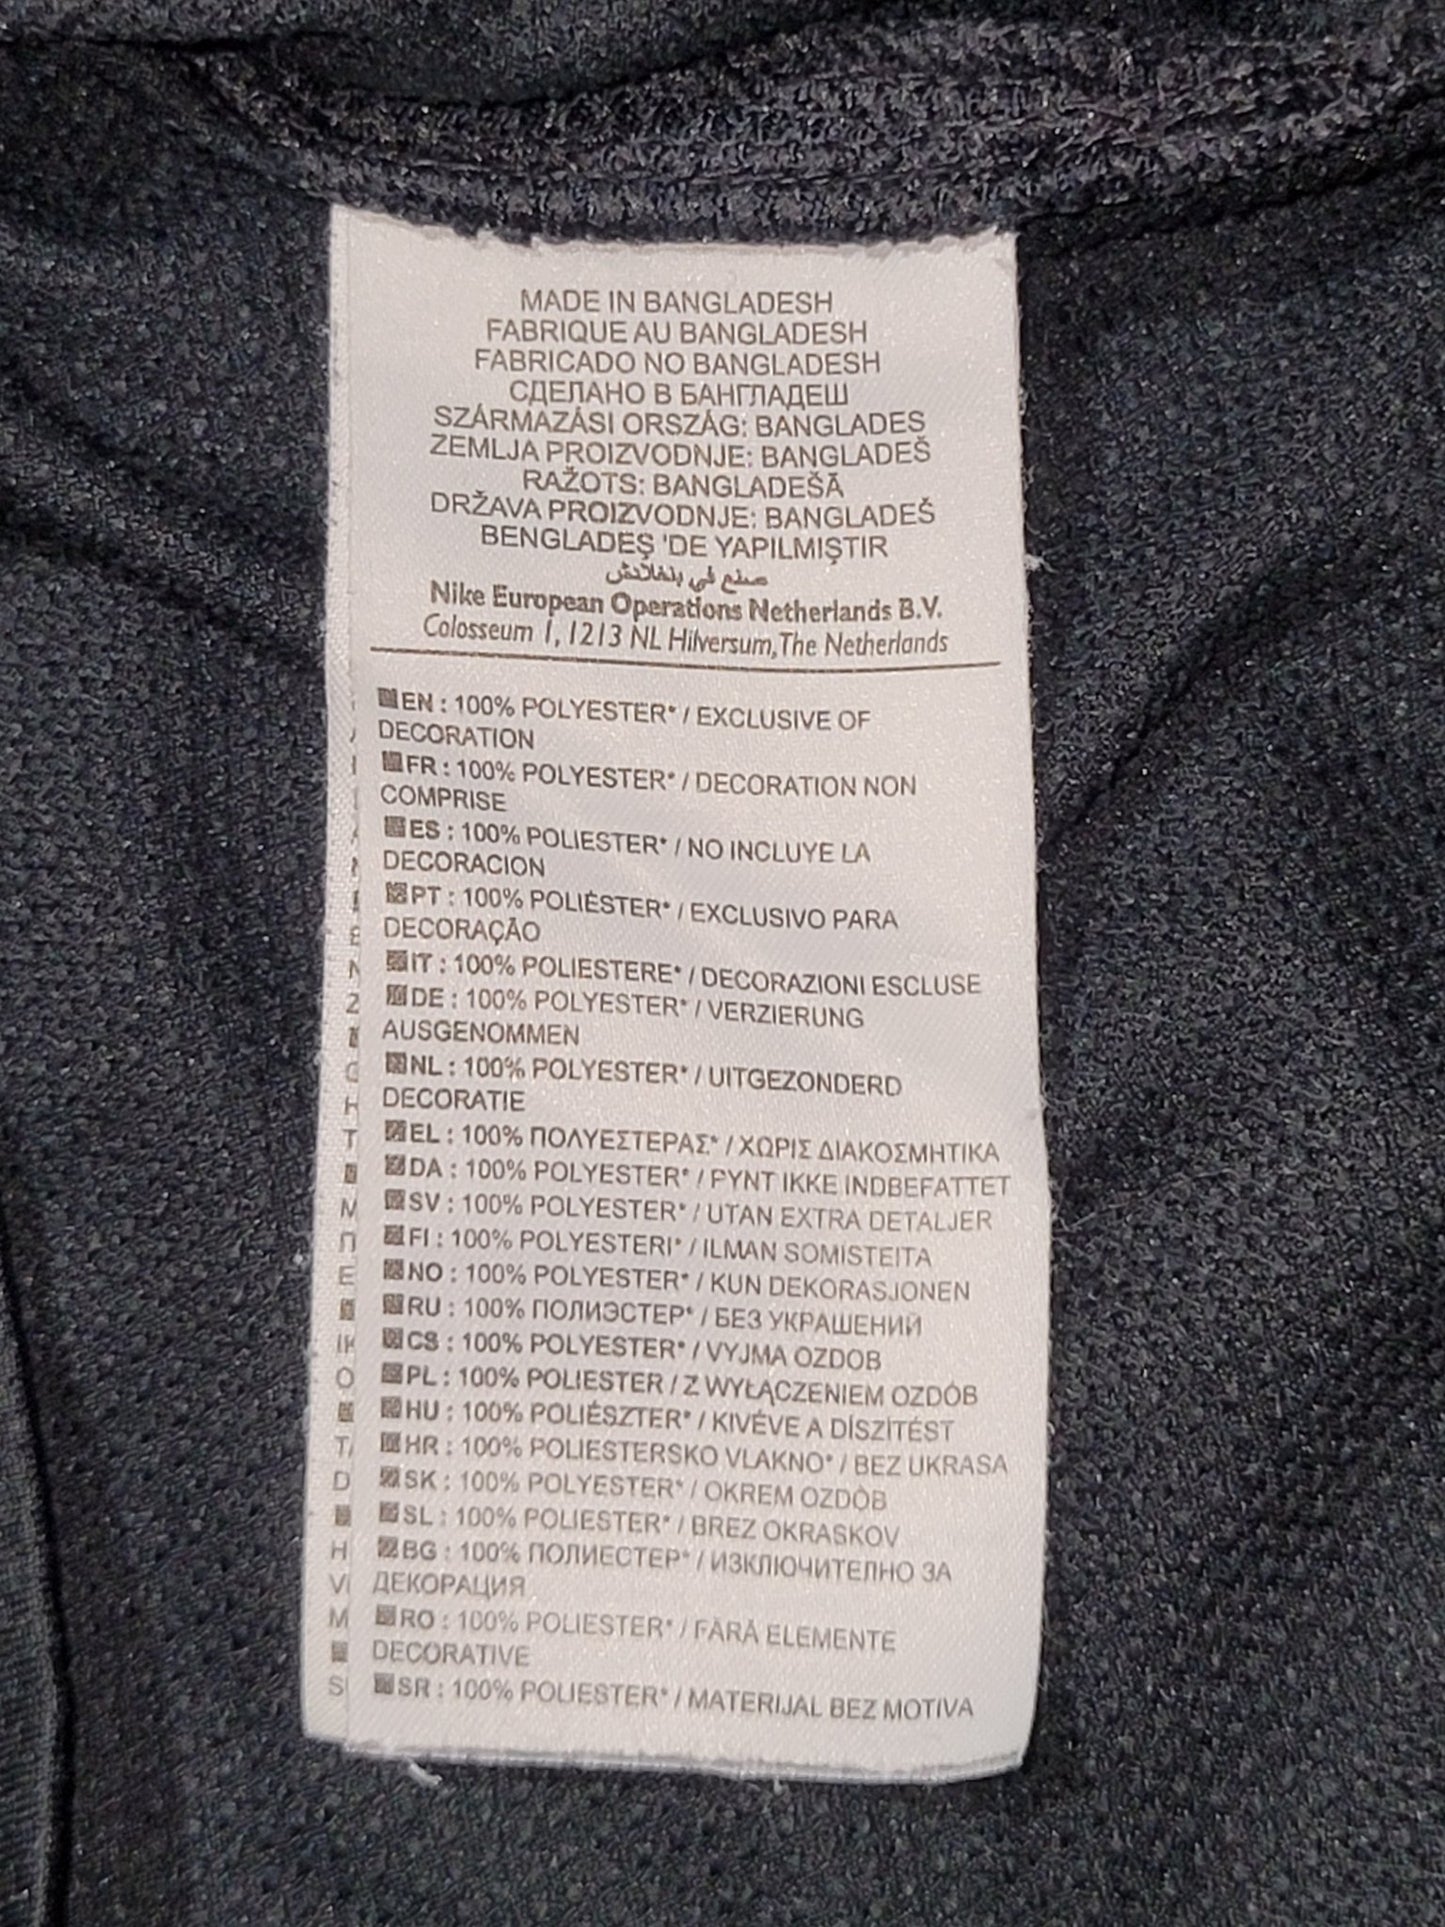 MADE IN BANGLADESH
FABRIQUE AU BANGLADESH
FABRICADO NO BANGLADESH
СДЕЛАНО В БАНГЛАДЕШ
SZÁRMAZÁSI ORSZÁG: BANGLADES
ZEMLJA PROIZVODNJE: BANGLADEŠ
RAŽOTS: BANGLADEŠĀ
DRŽAVA PROIZVODNJE: BANGLADEŠ
BENGLADEŞ 'DE YAPILMIŞTIR
صنع في بنغلادش
Nike European Operations Netherlands B.V.
Colosseum 1, 1213 NL Hilversum, The Netherlands
EN : 100% POLYESTER* / EXCLUSIVE OF
DECORATION
FR : 100% POLYESTER* / DECORATION NON
COMPRISE
ES : 100% POLIESTER* / NO INCLUYE LA
DECORACION
PT : 100% POLIÉSTER* / EXCLUSIVO PARA
DECORAÇÃO
IT : 100% POLIESTERE* / DECORAZIONI ESCLUSE
DE : 100% POLYESTER* / VERZIERUNG
AUSGENOMMEN
NL : 100% POLYESTER* / UITGEZONDERD
DECORATIE
EL : 100% ΠΟΛΥΕΣΤΕΡΑΣ* / ΧΩΡΙΣ ΔΙΑΚΟΣΜΗΤΙΚΑ
DA : 100% POLYESTER* / PYNT IKKE INDBEFATTET
SV : 100% POLYESTER* / UTAN EXTRA DETALJER
FI : 100% POLYESTERI* / ILMAN SOMISTEITA
NO : 100% POLYESTER* / KUN DEKORASJONEN
RU : 100% ПОЛИЭСТЕР* / БЕЗ УКРАШЕНИЙ
CS : 100% POLYESTER* / VYJMA OZDOB
PL : 100% POLIESTER / Z WYŁĄCZENIEM OZDÓB
HU : 100% POLIÉSZTER* / KIVÉVE A DÍSZÍTÉST
HR : 100% POLIESTERSKO VLAKNO* / BEZ UKRASA
SK : 100% POLYESTER* / OKREM OZDÔB
SL : 100% POLIESTER* / BREZ OKRASKOV
BG : 100% ПОЛИЕСТЕР* / ИЗКЛЮЧИТЕЛНО ЗА
ДЕКОРАЦИЯ
RO : 100% POLIESTER* / FĂRĂ ELEMENTE
DECORATIVE
SR : 100% POLIESTER* / MATERIJAL BEZ MOTIVA